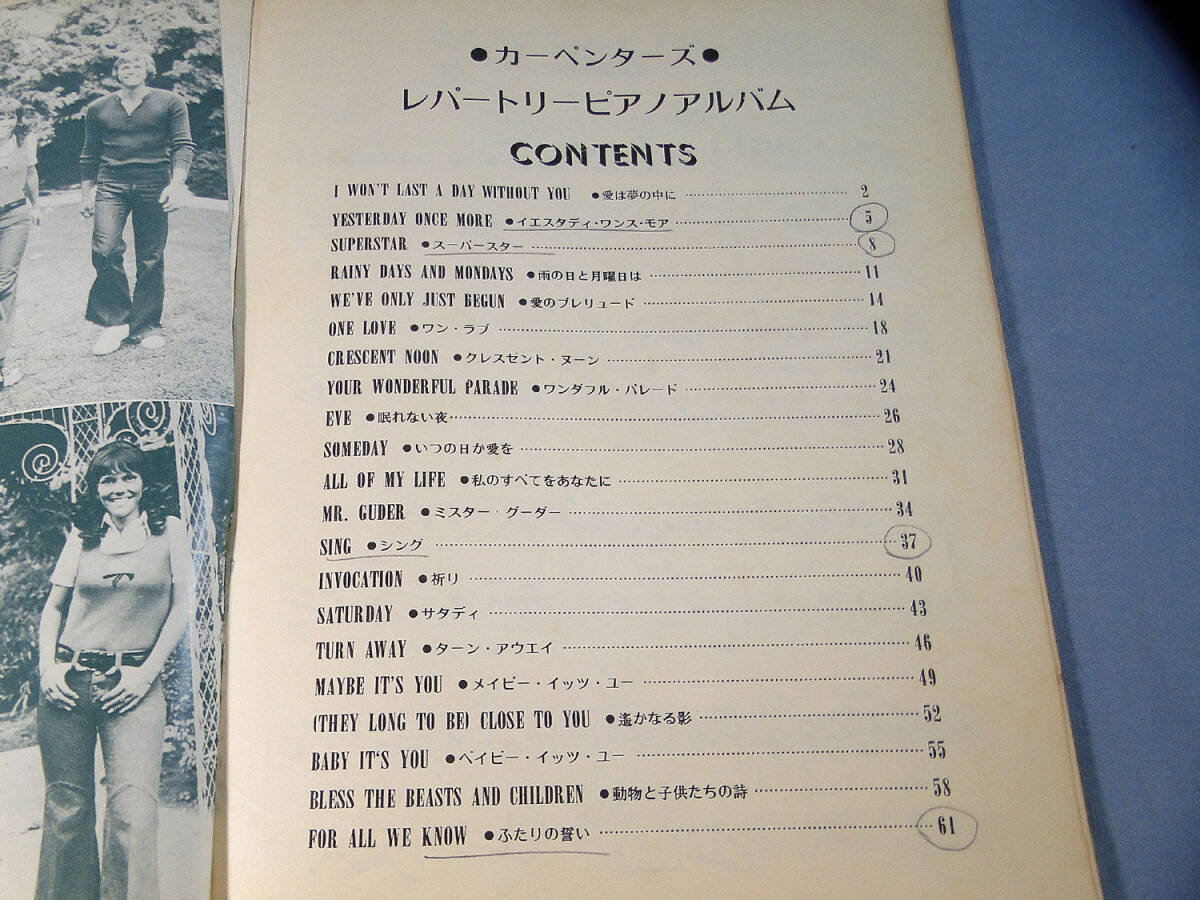 ●カーペンターズ●
レパートリーピアノアルバム
CONTENTS
I WON'T LAST A DAY WITHOUT YOU ●愛は夢の中に 2
YESTERDAY ONCE MORE ●イエスタディ・ワンス・モア 5
SUPERSTAR ●スーパースター 8
RAINY DAYS AND MONDAYS ●雨の日と月曜日は 11
WE'VE ONLY JUST BEGUN ●愛のプレリュード 14
ONE LOVE ●ワン・ラブ 18
CRESCENT NOON ●クレスゼント・ヌーン 21
YOUR WONDERFUL PARADE ●ワンダフル・パレード 24
EVE ●眠れない夜 26
SOMEDAY ●いつの日か愛を 28
ALL OF MY LIFE ●私のすべてをあなたに 31
MR. GUDER ●ミスター・グーダー 34
SING ●シング 37
INVOCATION ●祈り 40
SATURDAY ●サタディ 43
TURN AWAY ●ターン・アウエイ 46
MAYBE IT'S YOU ●メイビー・イッツ・ユー 49
(THEY LONG TO BE) CLOSE TO YOU ●遙かなる影 52
BABY IT'S YOU ●ベイビー・イッツ・ユー 55
BLESS THE BEASTS AND CHILDREN ●動物と子供たちの詩 58
FOR ALL WE KNOW ●ふたりの誓い 61